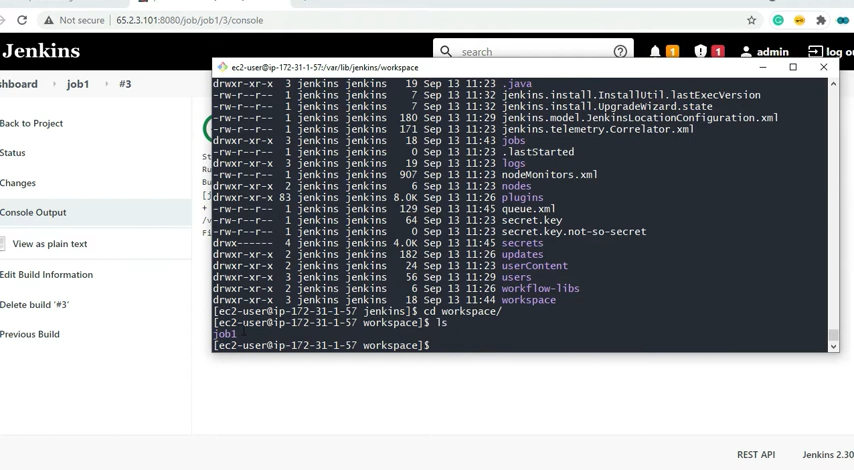 Not secure 65.2.3.101:8080/job/job1/3/console
Jenkins
search
1
1
admin
log o
shboard job1 #3
Back to Project
Status
Changes
Console Output
View as plain text
Edit Build Information
Delete build '#3'
Previous Build
ec2-user@ip-172-31-1-57:/var/lib/jenkins/workspace
drwxr-xr-x 3 jenkins jenkins 19 Sep 13 11:23 .java
-rw-r--r-- 1 jenkins jenkins 7 Sep 13 11:32 jenkins.install.InstallUtil.lastExecVersion
-rw-r--r-- 1 jenkins jenkins 7 Sep 13 11:32 jenkins.install.UpgradeWizard.state
-rw-r--r-- 1 jenkins jenkins 180 Sep 13 11:29 jenkins.model.JenkinsLocationConfiguration.xml
-rw-r--r-- 1 jenkins jenkins 171 Sep 13 11:23 jenkins.telemetry.Correlator.xml
drwxr-xr-x 3 jenkins jenkins 18 Sep 13 11:43 jobs
-rw-r--r-- 1 jenkins jenkins 0 Sep 13 11:23 .lastStarted
drwxr-xr-x 3 jenkins jenkins 19 Sep 13 11:23 logs
-rw-r--r-- 1 jenkins jenkins 907 Sep 13 11:23 nodeMonitors.xml
drwxr-xr-x 2 jenkins jenkins 6 Sep 13 11:23 nodes
drwxr-xr-x 83 jenkins jenkins 8.0K Sep 13 11:26 plugins
-rw-r--r-- 1 jenkins jenkins 129 Sep 13 11:45 queue.xml
-rw-r--r-- 1 jenkins jenkins 64 Sep 13 11:23 secret.key
-rw-r--r-- 1 jenkins jenkins 0 Sep 13 11:23 secret.key.not-so-secret
drwx------ 4 jenkins jenkins 4.0K Sep 13 11:45 secrets
drwxr-xr-x 2 jenkins jenkins 182 Sep 13 11:26 updates
drwxr-xr-x 2 jenkins jenkins 24 Sep 13 11:23 userContent
drwxr-xr-x 3 jenkins jenkins 56 Sep 13 11:29 users
drwxr-xr-x 2 jenkins jenkins 6 Sep 13 11:26 workflow-libs
drwxr-xr-x 3 jenkins jenkins 18 Sep 13 11:44 workspace
[ec2-user@ip-172-31-1-57 jenkins]$ cd workspace/
[ec2-user@ip-172-31-1-57 workspace]$ ls
job1
[ec2-user@ip-172-31-1-57 workspace]$
REST API Jenkins 2.30